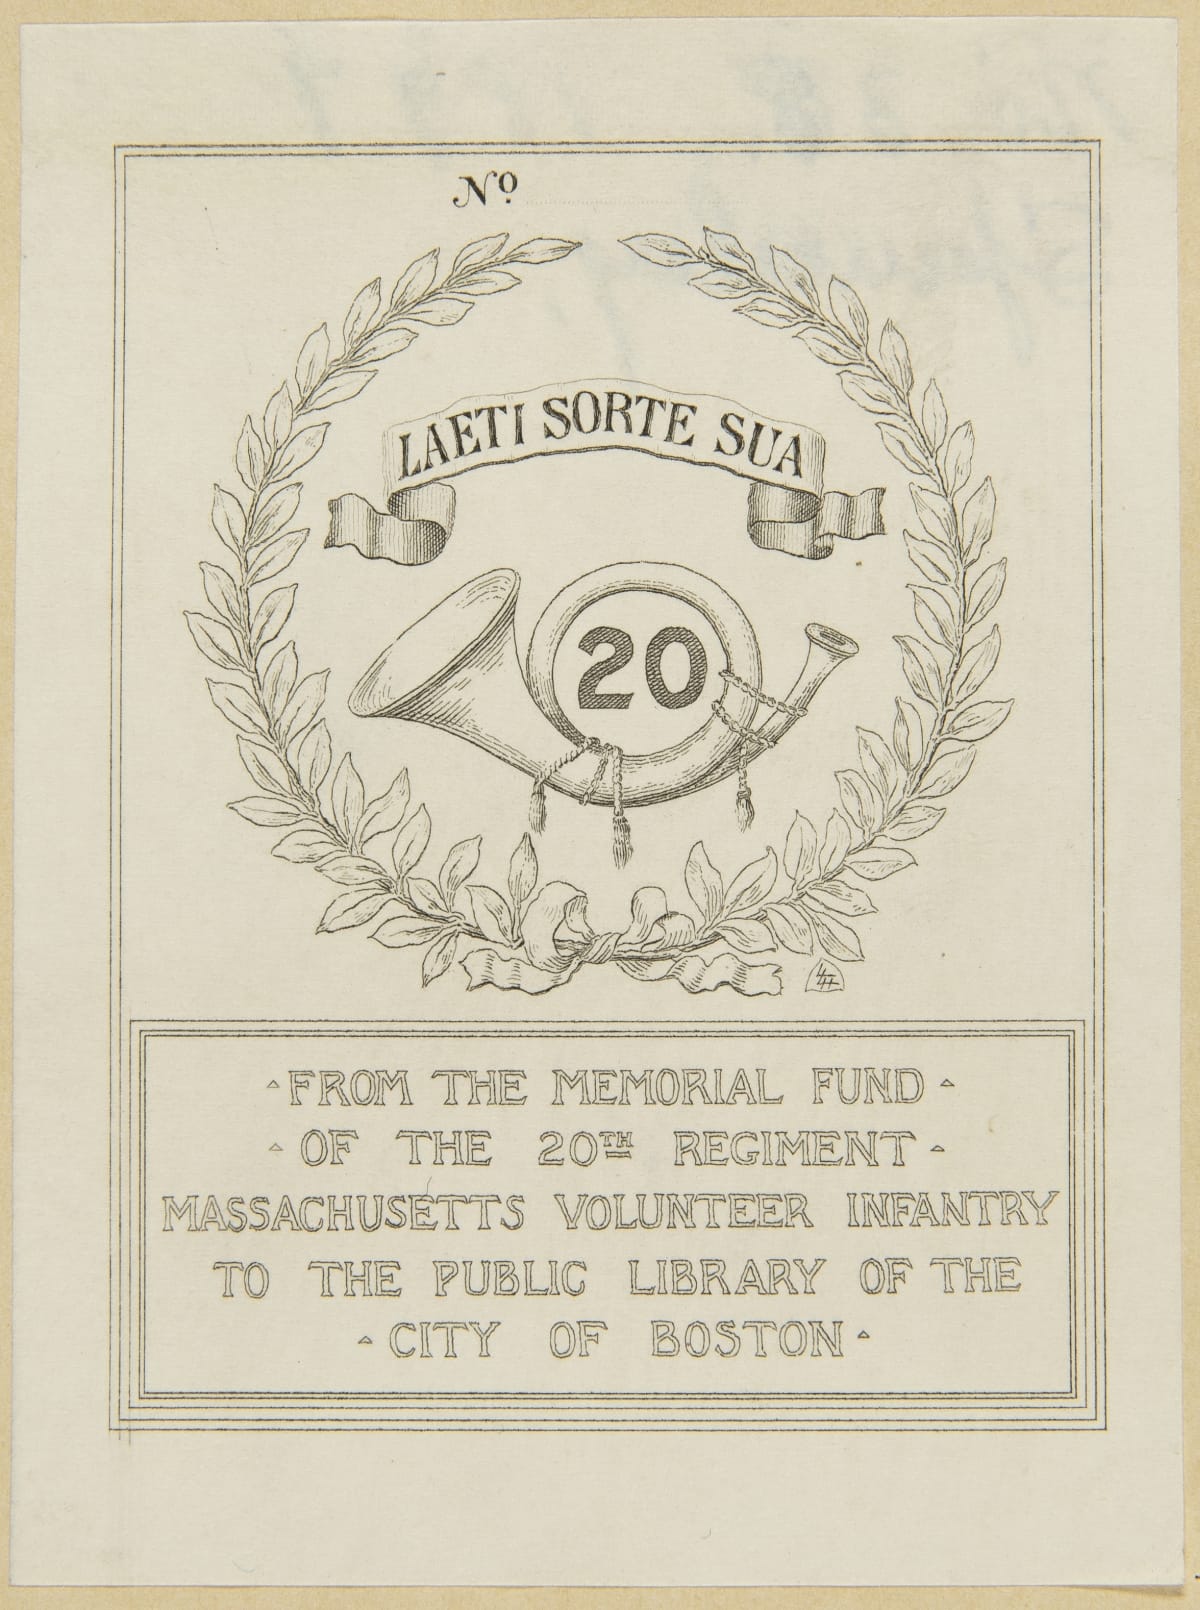 Nº
LAETI SORTE SUA
20
·FROM THE MEMORIAL FUND·
·OF THE 20TH REGIMENT·
MASSACHUSETTS VOLUNTEER INFANTRY
TO THE PUBLIC LIBRARY OF THE
·CITY OF BOSTON·